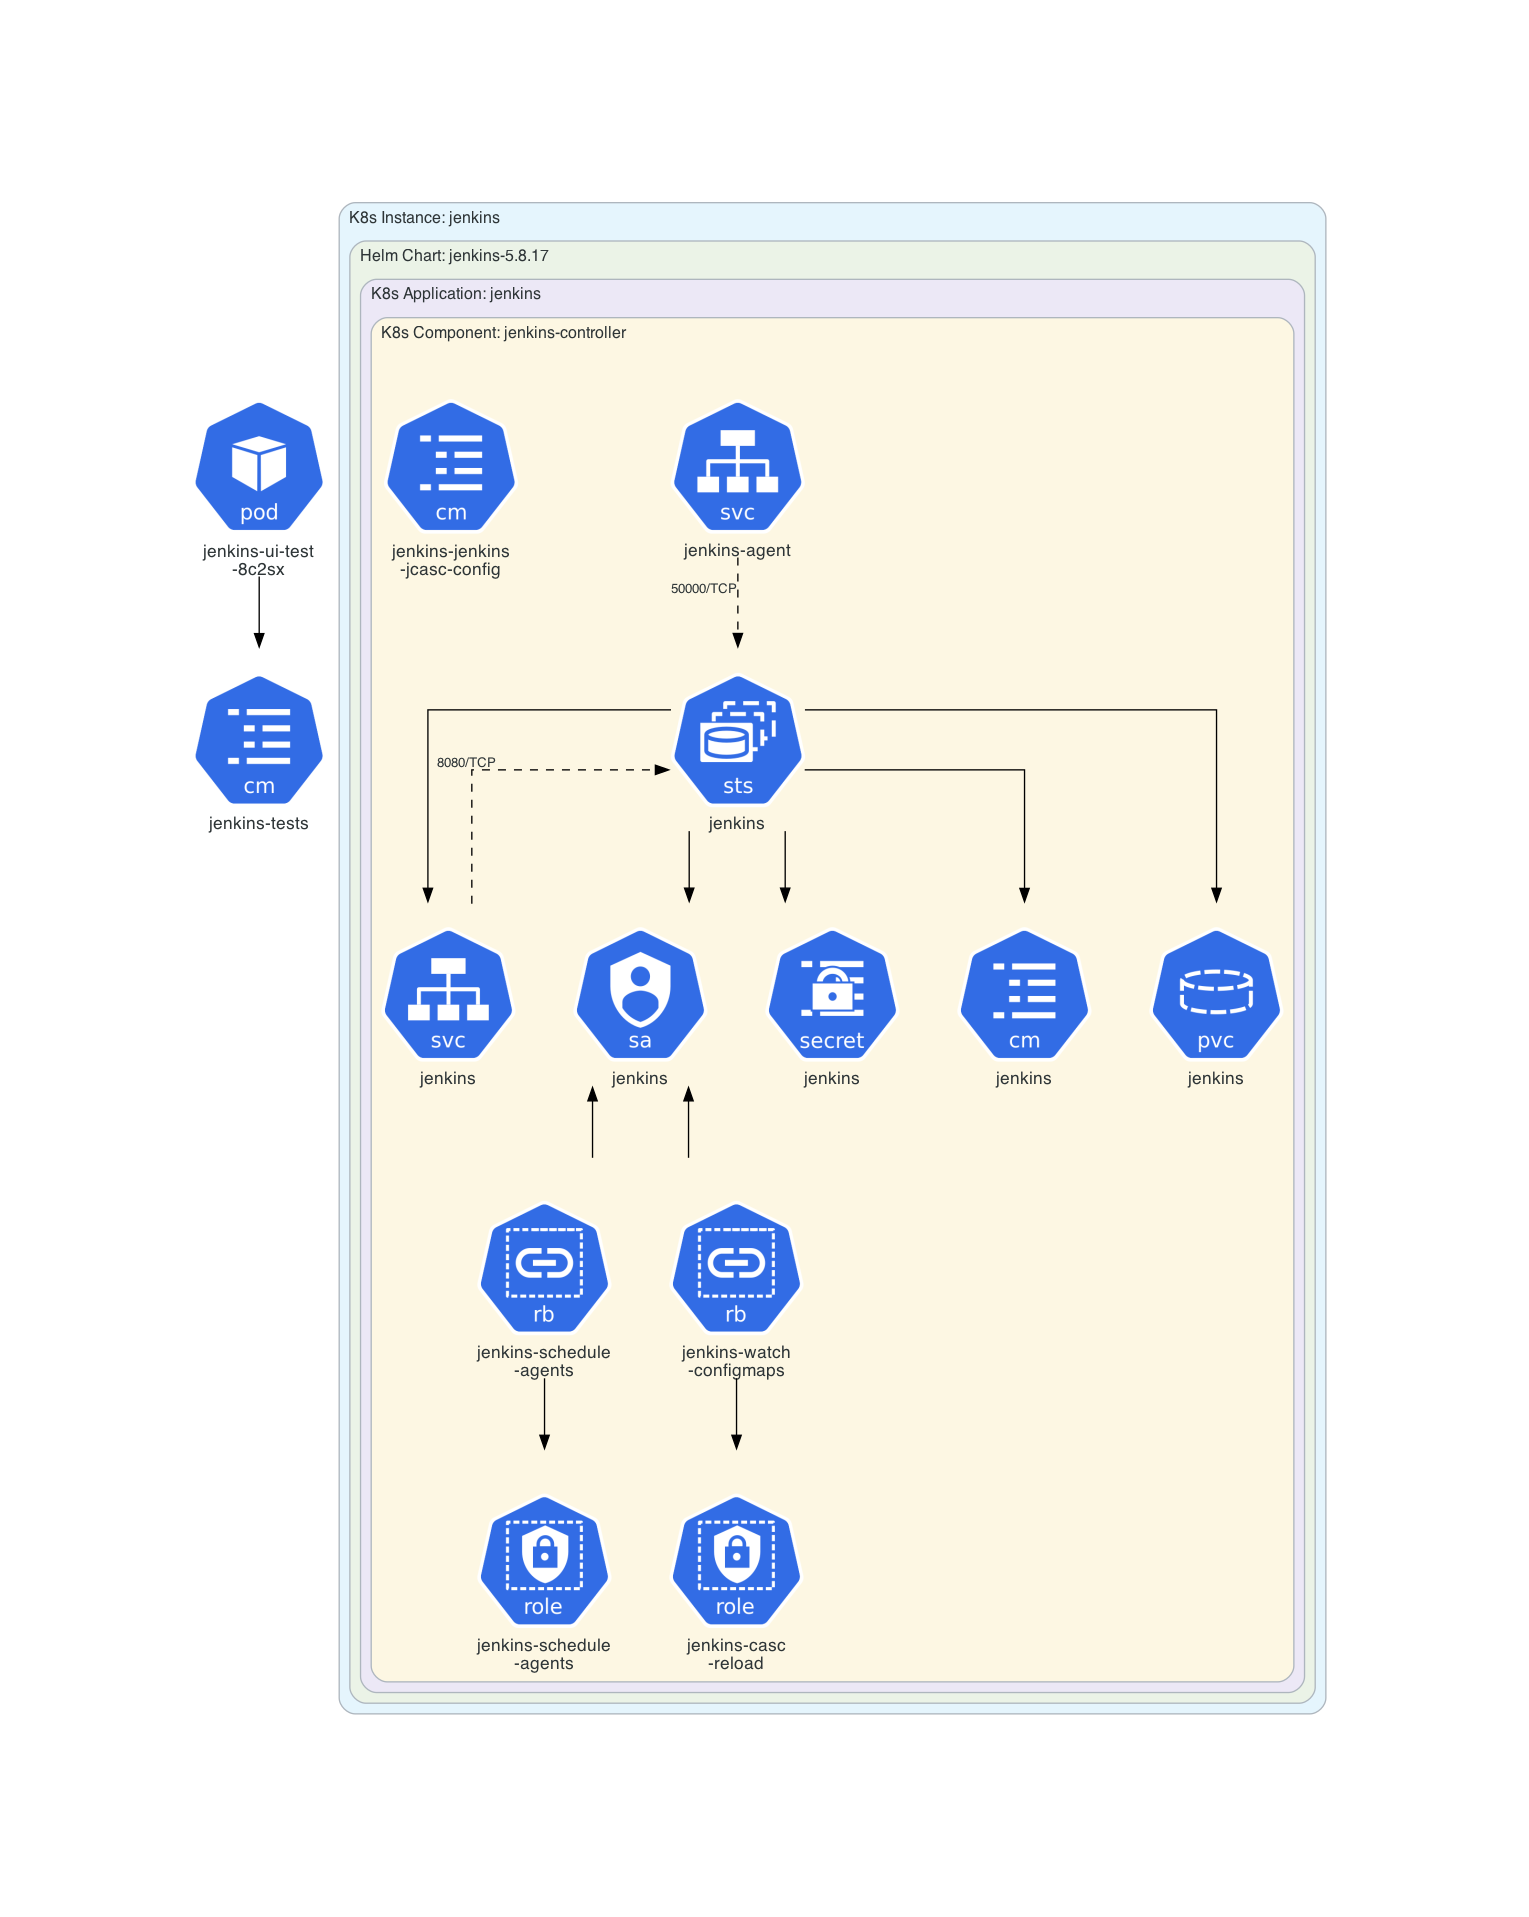 K8s Instance: jenkins
Helm Chart: jenkins-5.8.17
K8s Application: jenkins
K8s Component: jenkins-controller
pod
jenkins-ui-test
-8c2sx
cm
jenkins-jenkins
-jcasc-config
svc
jenkins-agent
50000/TCP
cm
jenkins-tests
8080/TCP
sts
jenkins
svc
jenkins
sa
jenkins
secret
jenkins
cm
jenkins
pvc
jenkins
rb
jenkins-schedule
-agents
rb
jenkins-watch
-configmaps
role
jenkins-schedule
-agents
role
jenkins-casc
-reload